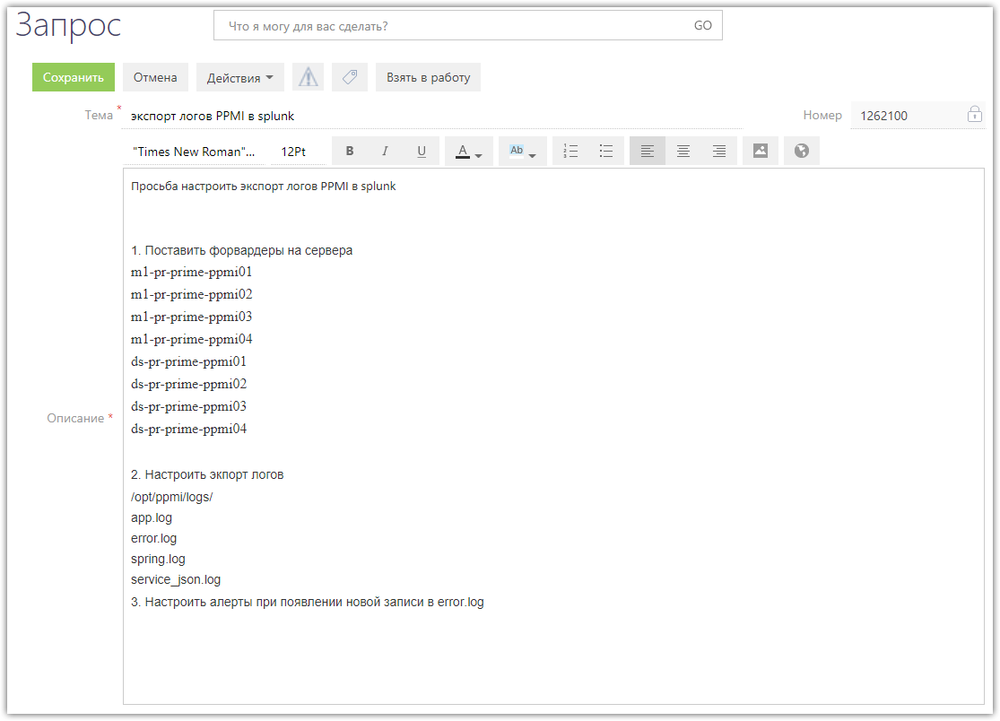 Запрос
Что я могу для вас сделать? GO
Сохранить Отмена Действия Взять в работу
Тема * экспорт логов PPMI в splunk Номер 1262100
"Times New Roman"... 12Pt B I U A Ab
Просьба настроить экспорт логов PPMI в splunk
1. Поставить форвардеры на сервера
m1-pr-prime-ppmi01
m1-pr-prime-ppmi02
m1-pr-prime-ppmi03
m1-pr-prime-ppmi04
ds-pr-prime-ppmi01
ds-pr-prime-ppmi02
ds-pr-prime-ppmi03
Описание *
ds-pr-prime-ppmi04
2. Настроить экпорт логов
/opt/ppmi/logs/
app.log
error.log
spring.log
service_json.log
3. Настроить алерты при появлении новой записи в error.log